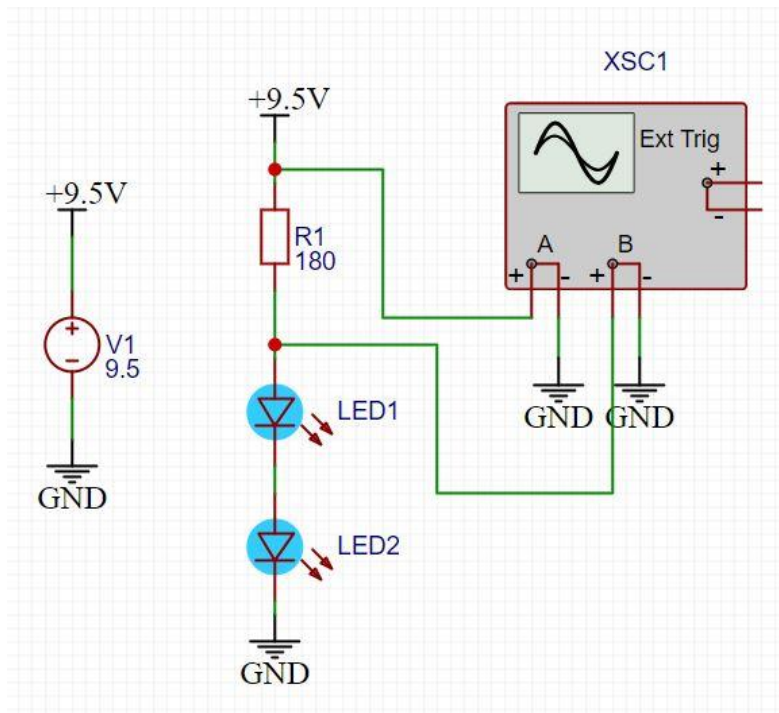 XSC1
+9.5V
Ext Trig
+
-
+9.5V
R1
180
A
B
+
-
+
-
V1
9.5
+
−
GND
GND
LED1
GND
LED2
GND